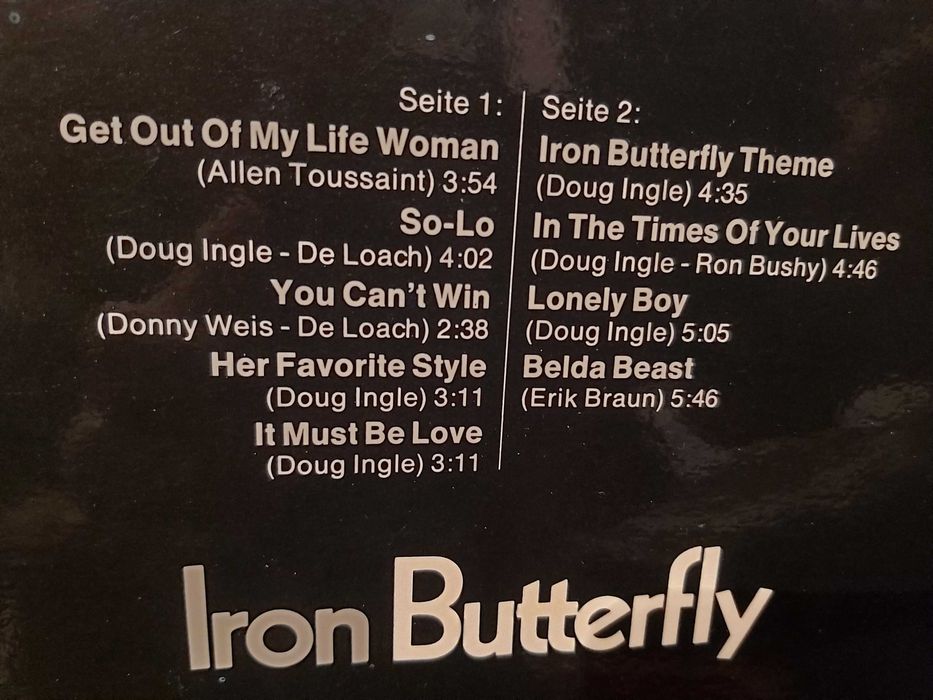 Seite 1:
Get Out Of My Life Woman
(Allen Toussaint) 3:54
So-Lo
(Doug Ingle - De Loach) 4:02
You Can't Win
(Donny Weis - De Loach) 2:38
Her Favorite Style
(Doug Ingle) 3:11
It Must Be Love
(Doug Ingle) 3:11
Seite 2:
Iron Butterfly Theme
(Doug Ingle) 4:35
In The Times Of Your Lives
(Doug Ingle - Ron Bushy) 4:46
Lonely Boy
(Doug Ingle) 5:05
Belda Beast
(Erik Braun) 5:46
Iron Butterfly